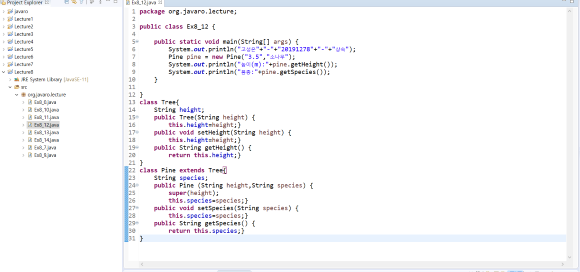 Project Explorer
javaro
Lecture1
Lecture2
Lecture3
Lecture4
Lecture5
Lecture6
Lecture7
Lecture8
JRE System Library [JavaSE-11]
src
org.javaro.lecture
Ex8_6.java
Ex8_10.java
Ex8_11.java
Ex8_12.java
Ex8_13.java
Ex8_14.java
Ex8_7.java
Ex8_9.java
Ex8_12.java
1 package org.javaro.lecture;
2
3 public class Ex8_12 {
4
5 public static void main(String[] args) {
6 System.out.println("고성은"+"-"+"20191278"+"-"+"상속");
7 Pine pine = new Pine("3.5","소나무");
8 System.out.println("높이(m):"+pine.getHeight());
9 System.out.println("품종:"+pine.getSpecies());
10 }
11
12 }
13 class Tree{
14 String height;
15 public Tree(String height) {
16 this.height=height;}
17 public void setHeight(String height) {
18 this.height=height;}
19 public String getHeight() {
20 return this.height;}
21 }
22 class Pine extends Tree{
23 String species;
24 public Pine (String height,String species) {
25 super(height);
26 this.species=species;}
27 public void setSpecies(String species) {
28 this.species=species;}
29 public String getSpecies() {
30 return this.species;}
31 }